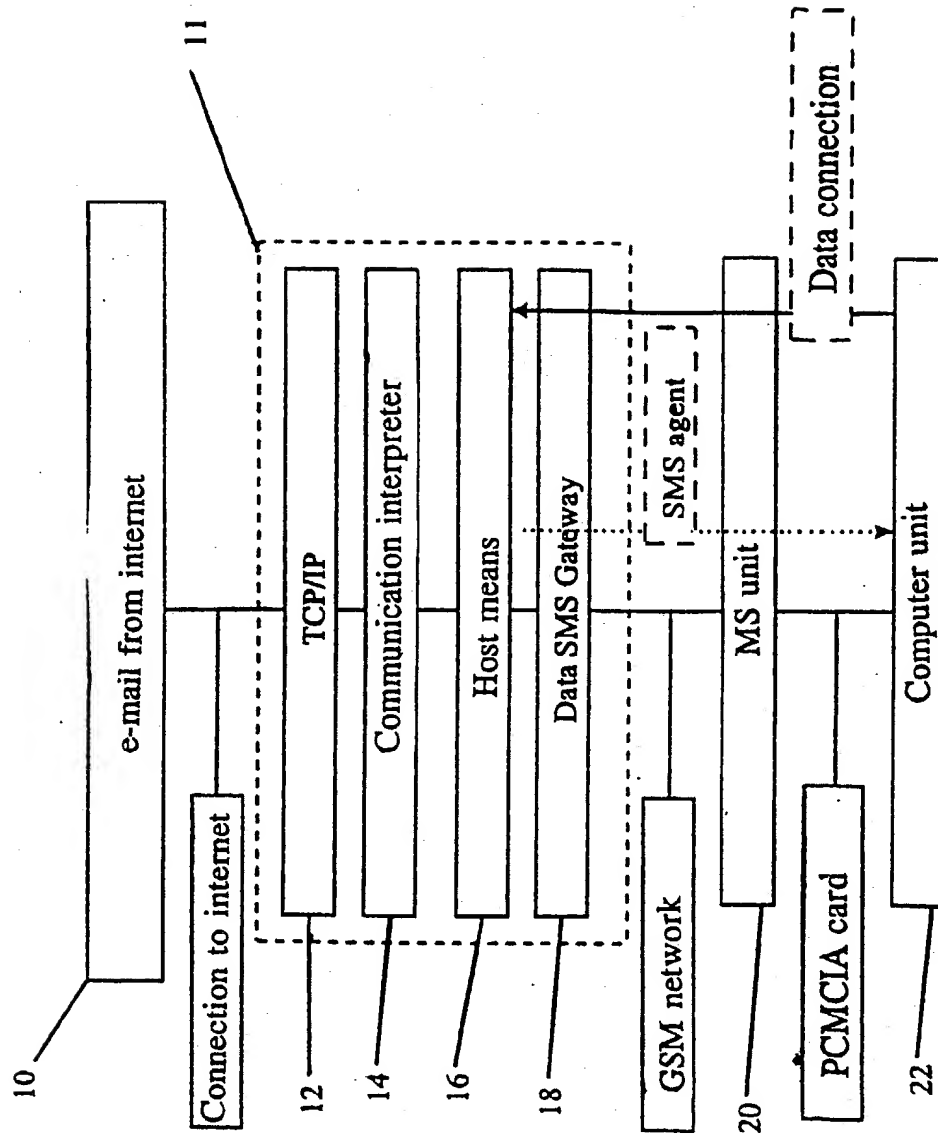 10
e-mail from internet
11
Connection to internet
12
TCP/IP
14
Communication interpreter
16
Host means
18
Data SMS Gateway
GSM network
SMS agent
20
MS unit
Data connection
PCMCIA card
22
Computer unit